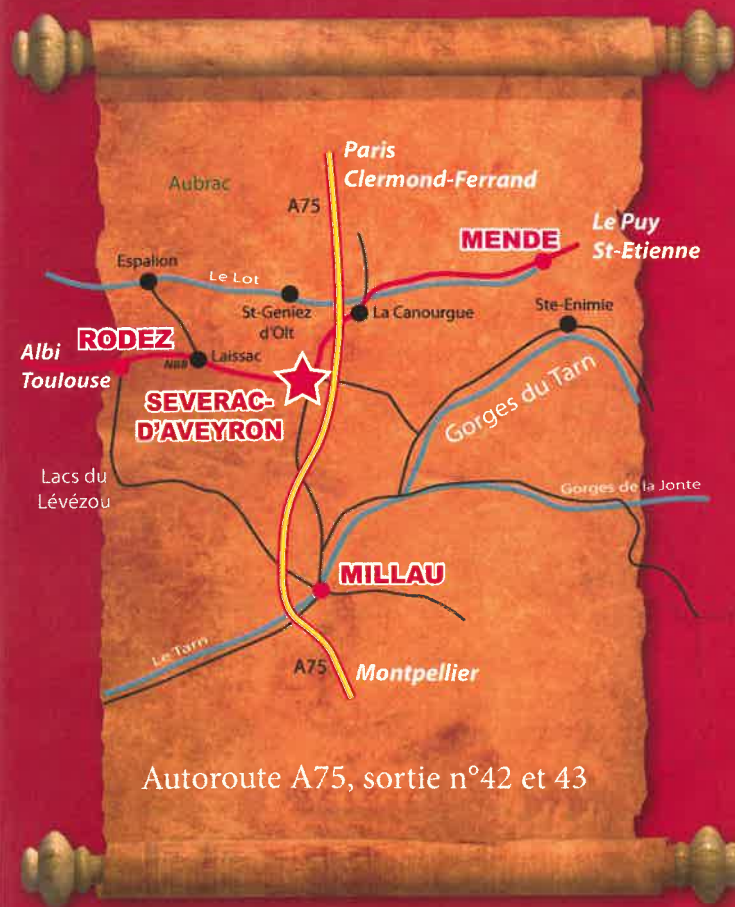 Paris
Clermond-Ferrand
Aubrac
A75
Le Puy
St-Etienne
MENDE
Espalion
Le Lot
St-Geniez
d'Olt
La Canourgue
Ste-Enimie
RODEZ
Albi
Toulouse
N88
Laissac
SEVERAC-
D'AVEYRON
Gorges du Tarn
Lacs du
Lévézou
Gorges de la Jonte
MILLAU
Le Tarn
A75
Montpellier
Autoroute A75, sortie n°42 et 43